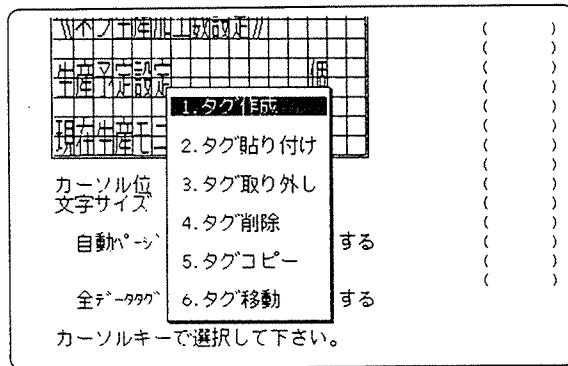 生産予定設定 個
1.タグ作成
現在生産モニ
2.タグ貼り付け
カーソル位
3.タグ取り外し
文字サイズ
4.タグ削除
自動ページ する
5.タグコピー
全データタグ 6.タグ移動 する
カーソルキーで選択して下さい。